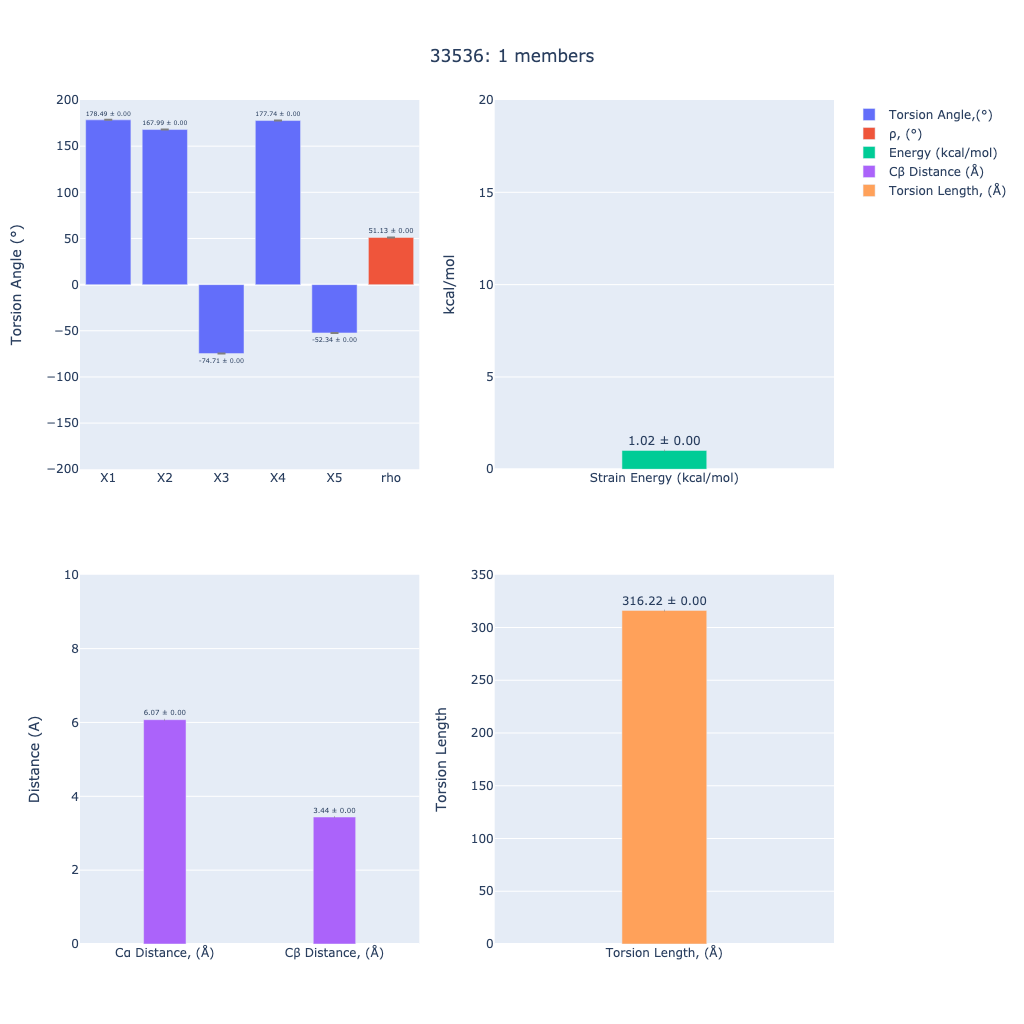 33536: 1 members
200
150
100
50
0
−50
−100
−150
−200
Torsion Angle (°)
178.49 ± 0.00
167.99 ± 0.00
-74.71 ± 0.00
177.74 ± 0.00
-52.34 ± 0.00
51.13 ± 0.00
X1
X2
X3
X4
X5
rho
20
15
10
5
0
kcal/mol
1.02 ± 0.00
Strain Energy (kcal/mol)
Torsion Angle,(°)
ρ, (°)
Energy (kcal/mol)
Cβ Distance (Å)
Torsion Length, (Å)
10
8
6
4
2
0
Distance (A)
6.07 ± 0.00
3.44 ± 0.00
Cα Distance, (Å)
Cβ Distance, (Å)
350
300
250
200
150
100
50
0
Torsion Length
316.22 ± 0.00
Torsion Length, (Å)